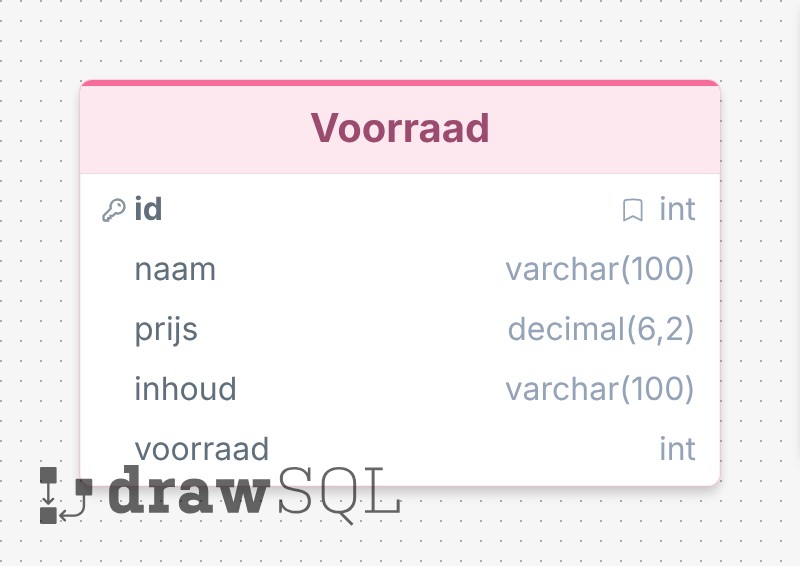 Voorraad
id int
naam varchar(100)
prijs decimal(6,2)
inhoud varchar(100)
voorraad int
drawSQL